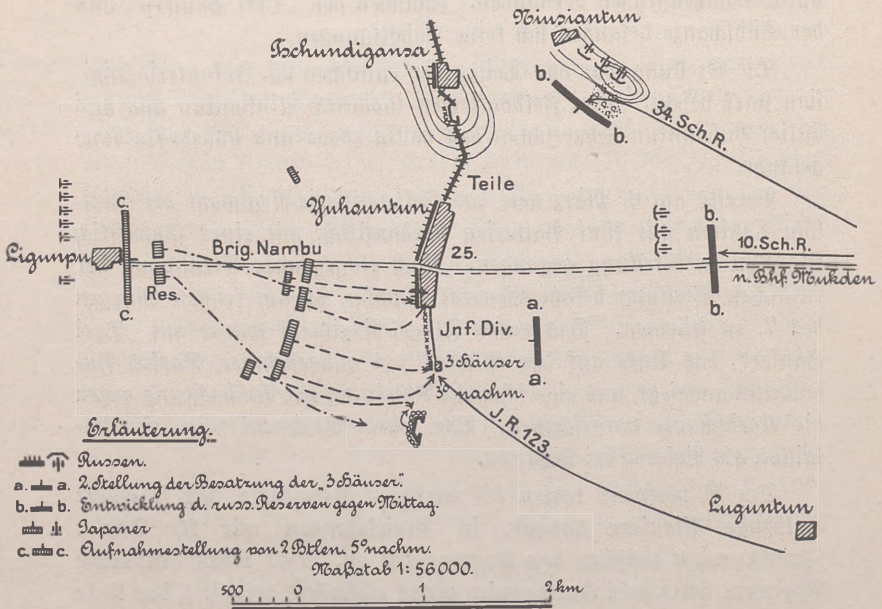 Tschundigansa
Niusiantun
b.
b.
34. Sch. R.
Teile
Yuhountun
c.
Ligunpu
Brig. Nambu
25.
b.
10. Sch. R.
n. Bhf. Mukden
Res.
c.
a.
b.
Inf. Div.
3 Häuser
a.
3° nachm.
J. R. 123.
Luguntun
Erläuterung.
Russen.
a. a. 2. Stellung der Besatzung der „3 Häuser".
b. b. Entwicklung d. russ. Reserven gegen Mittag.
Japaner
c. c. Aufnahmestellung von 2 Btlen. 5° nachm.
Maßstab 1:56000.
500 0 1 2 km